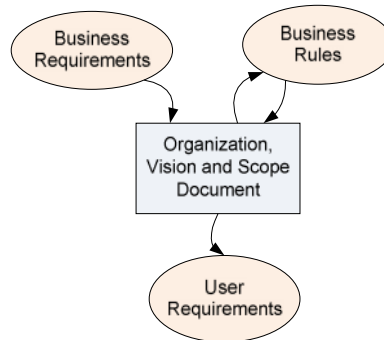 Business
Requirements
Business
Rules
Organization,
Vision and Scope
Document
User
Requirements